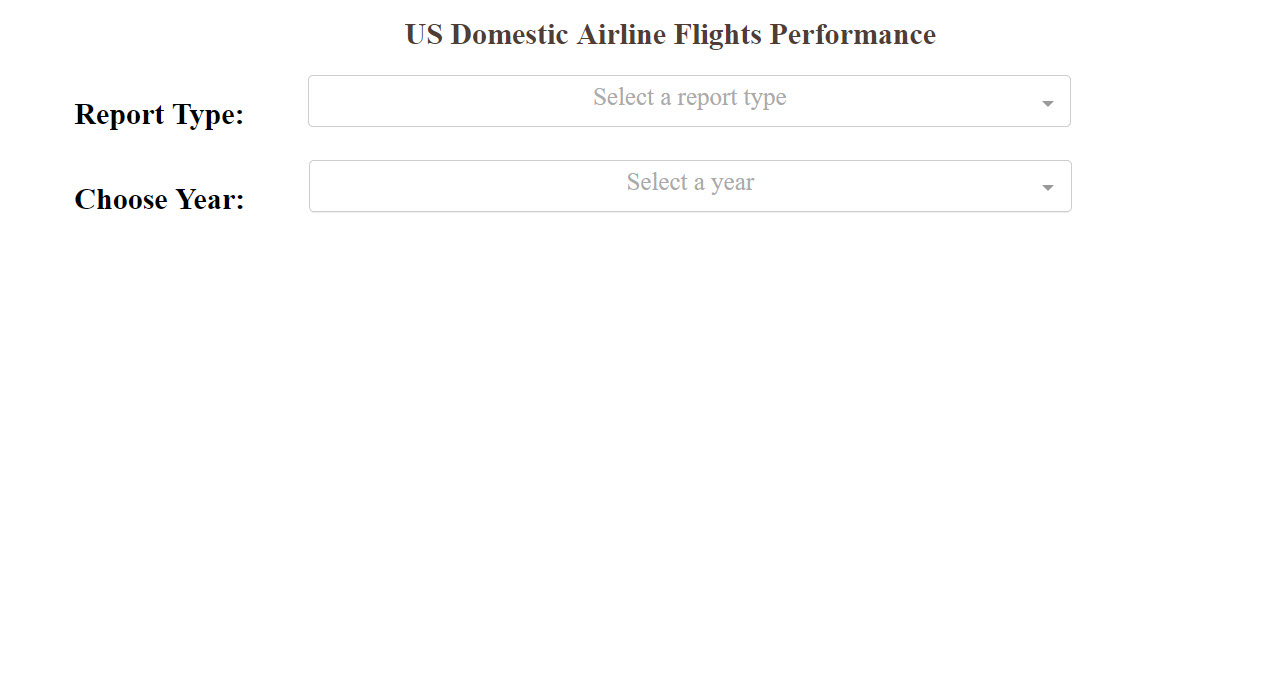 US Domestic Airline Flights Performance
Report Type:
Select a report type
Choose Year:
Select a year